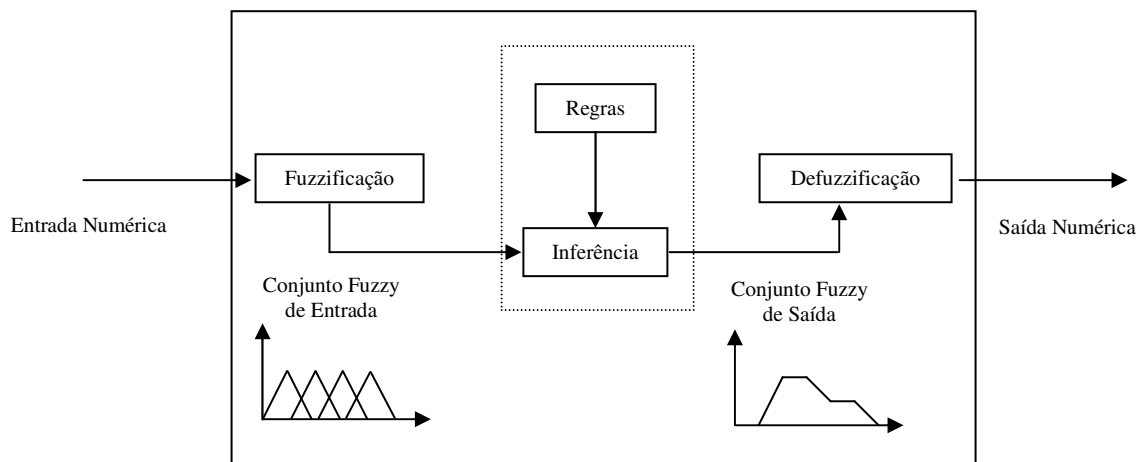 Regras
Fuzzificação
Defuzzificação
Entrada Numérica
Saída Numérica
Inferência
Conjunto Fuzzy
de Entrada
Conjunto Fuzzy
de Saída